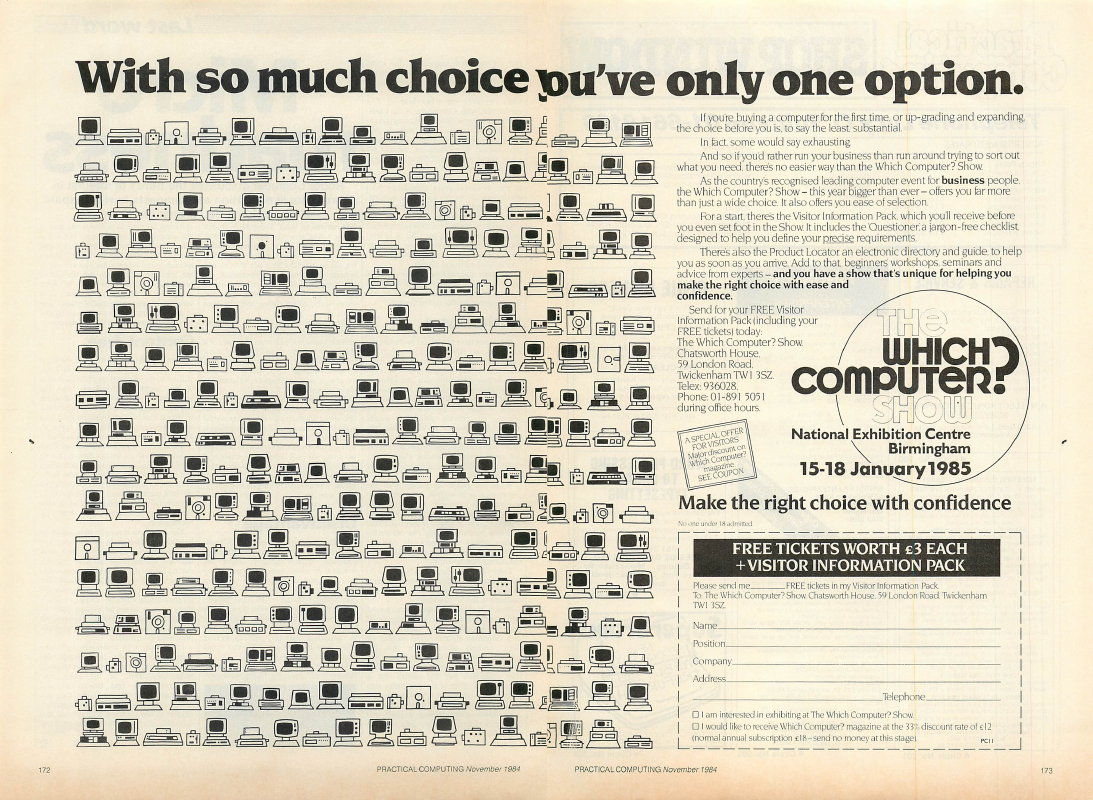 With so much choice you've only one option.
If you're buying a computer for the first time, or up-grading and expanding,
the choice before you is, to say the least, substantial.
In fact, some would say exhausting.
And so if you'd rather run your business than run around trying to sort out
what you need, there's no easier way than the Which Computer? Show.
As the country's recognised leading computer event for business people,
the Which Computer? Show – this year bigger than ever – offers you far more
than just a wide choice. It also offers you ease of selection.
For a start, there's the Visitor Information Pack, which you'll receive before
you even set foot in the Show. It includes the 'Questioner', a jargon-free checklist,
designed to help you define your precise requirements.
There's also the Product Locator an electronic directory and guide, to help
you as soon as you arrive. Add to that, beginners' workshops, seminars and
advice from experts – and you have a show that's unique for helping you
make the right choice with ease and
confidence.
Send for your FREE Visitor
Information Pack (including your
FREE tickets) today:
The Which Computer? Show,
Chatsworth House,
59 London Road,
Twickenham TW1 3SZ.
Telex: 936028,
Phone: 01-891 5051
during office hours.
THE
WHICH
COMPUTER?
SHOW
National Exhibition Centre
Birmingham
15-18 January 1985
A SPECIAL OFFER
FOR VISITORS
Major discount on
Which Computer?
magazine
SEE COUPON
Make the right choice with confidence
No one under 18 admitted.
FREE TICKETS WORTH £3 EACH
+ VISITOR INFORMATION PACK
Please send me FREE tickets in my Visitor Information Pack.
To: The Which Computer? Show, Chatsworth House, 59 London Road, Twickenham
TW1 3SZ.
Name
Position
Company
Address
Telephone
I am interested in exhibiting at The Which Computer? Show.
I would like to receive Which Computer? magazine at the 33% discount rate of £12
(normal annual subscription £18 – send no money at this stage).
PC11
172
PRACTICAL COMPUTING November 1984
PRACTICAL COMPUTING November 1984
173